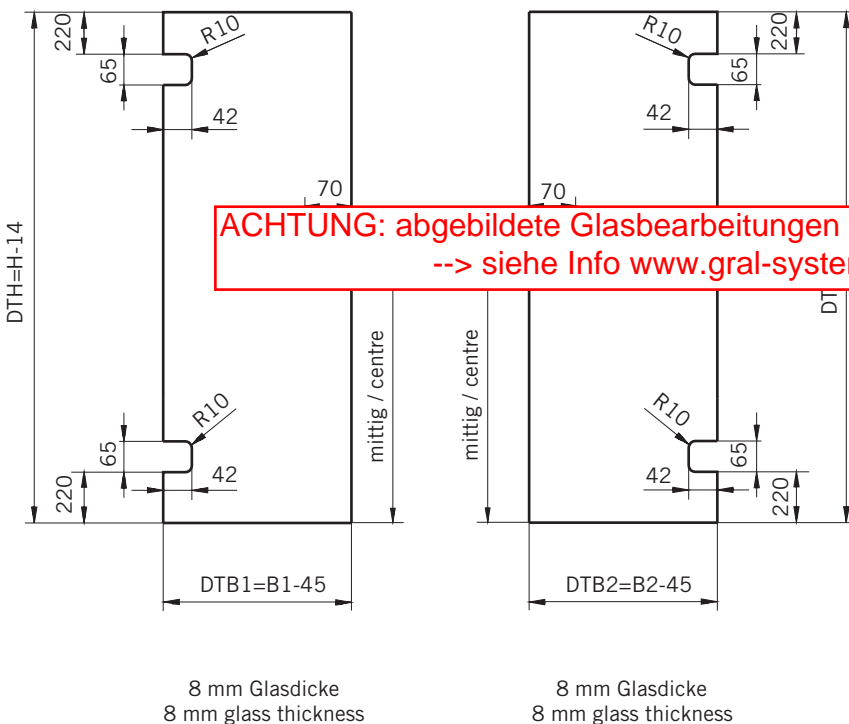 220
R10
65
42
70
DTH=H-14
R10
65
42
220
mittig / centre
DTB1=B1-45
8 mm Glasdicke
8 mm glass thickness
R10
220
65
42
70
ACHTUNG: abgebildete Glasbearbeitungen
--> siehe Info www.gral-syste
mittig / centre
R10
65
42
220
DTB2=B2-45
8 mm Glasdicke
8 mm glass thickness